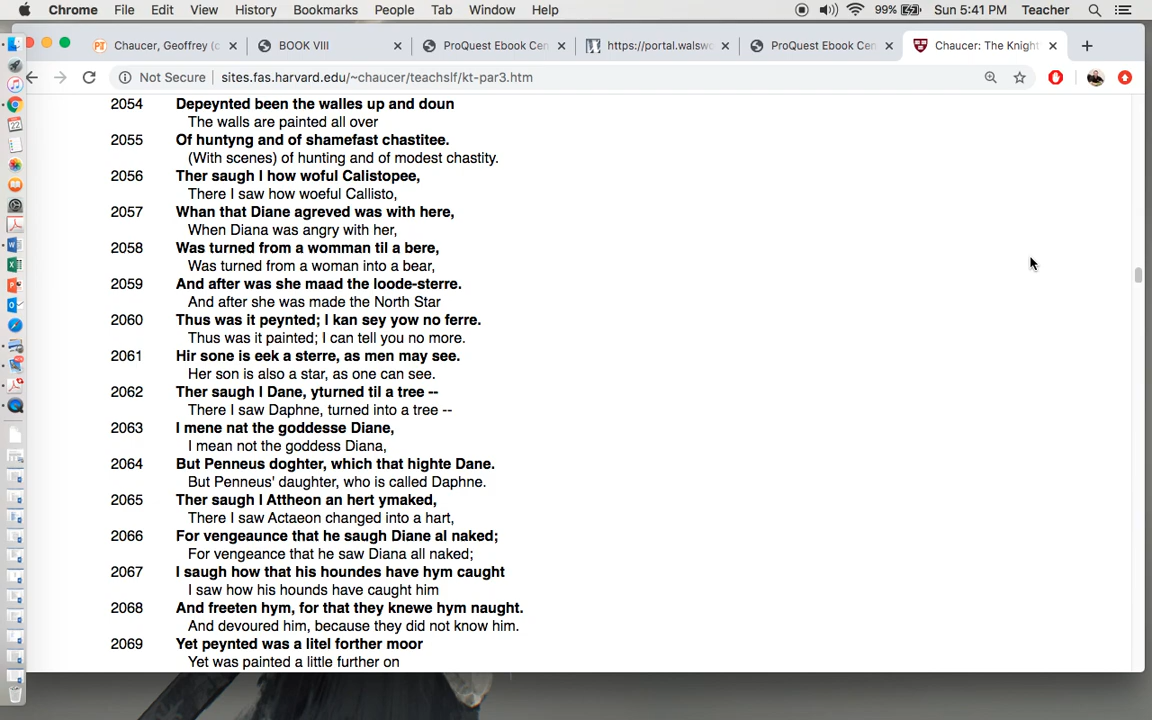 Chrome File Edit View History Bookmarks People Tab Window Help 99% Sun 5:41 PM Teacher
Chaucer, Geoffrey (c BOOK VIII ProQuest Ebook Cen https://portal.walswo ProQuest Ebook Cen Chaucer: The Knigh
Not Secure sites.fas.harvard.edu/~chaucer/teachslf/kt-par3.htm
2054 Depeynted been the walles up and doun
The walls are painted all over
2055 Of huntyng and of shamefast chastitee.
(With scenes) of hunting and of modest chastity.
2056 Ther saugh I how woful Calistopee,
There I saw how woeful Callisto,
2057 Whan that Diane agreved was with here,
When Diana was angry with her,
2058 Was turned from a womman til a bere,
Was turned from a woman into a bear,
2059 And after was she maad the loode-sterre.
And after she was made the North Star
2060 Thus was it peynted; I kan sey yow no ferre.
Thus was it painted; I can tell you no more.
2061 Hir sone is eek a sterre, as men may see.
Her son is also a star, as one can see.
2062 Ther saugh I Dane, yturned til a tree --
There I saw Daphne, turned into a tree --
2063 I mene nat the goddesse Diane,
I mean not the goddess Diana,
2064 But Penneus doghter, which that highte Dane.
But Penneus' daughter, who is called Daphne.
2065 Ther saugh I Attheon an hert ymaked,
There I saw Actaeon changed into a hart,
2066 For vengeaunce that he saugh Diane al naked;
For vengeance that he saw Diana all naked;
2067 I saugh how that his houndes have hym caught
I saw how his hounds have caught him
2068 And freeten hym, for that they knewe hym naught.
And devoured him, because they did not know him.
2069 Yet peynted was a litel forther moor
Yet was painted a little further on